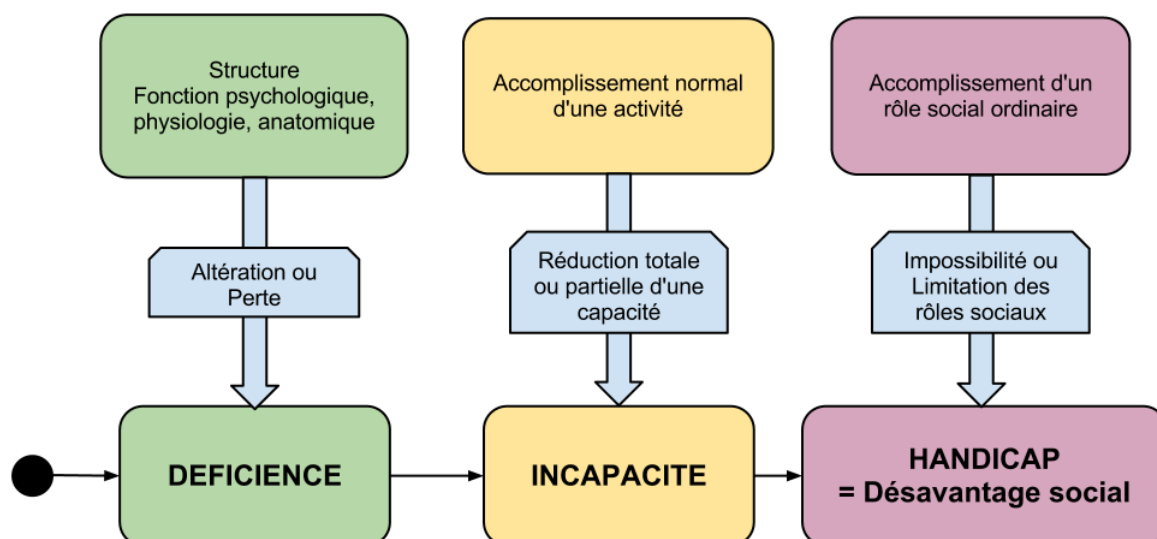 Structure
Fonction psychologique,
physiologie, anatomique
Accomplissement normal
d'une activité
Accomplissement d'un
rôle social ordinaire
Altération ou
Perte
Réduction totale
ou partielle d'une
capacité
Impossibilité ou
Limitation des
rôles sociaux
DEFICIENCE
INCAPACITE
HANDICAP
= Désavantage social